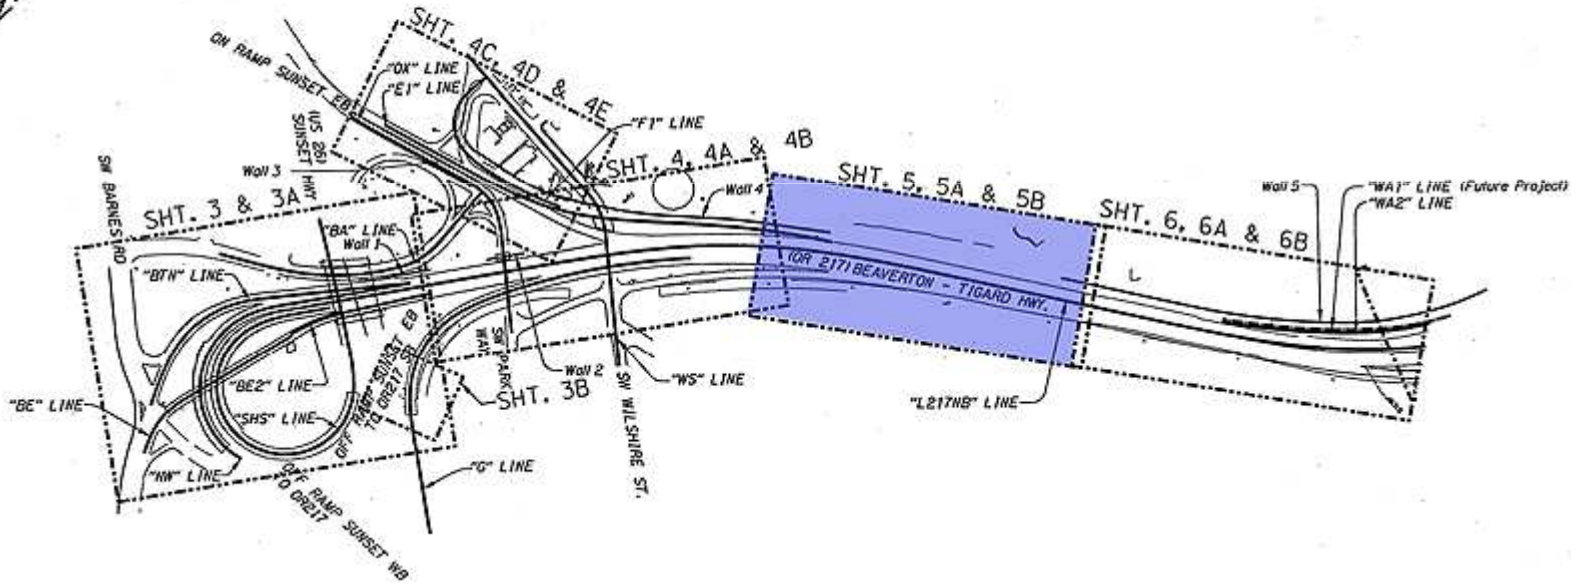 SHT. 4C, 4D & 4E
ON RAMP SUNSET EB
"OX" LINE
"E1" LINE
"F1" LINE
(US 26)
SUNSET HWY
Wall 3
SW BARNES RD
SHT. 3 & 3A
"BA" LINE
Wall 1
"BTN" LINE
SHT. 4, 4A & 4B
Wall 4
SHT. 5, 5A & 5B
(OR 217) BEAVERTON - TIGARD HWY.
SHT. 6, 6A & 6B
Wall 5
"WA1" LINE (Future Project)
"WA2" LINE
"BE2" LINE
"BE" LINE
"SHS" LINE
"NW" LINE
OFF RAMP SUNSET EB
TO OR217 SB
SW PARK
WAY
Wall 2
SHT. 3B
"WS" LINE
SW WILSHIRE ST.
"L217NB" LINE
"G" LINE
OFF RAMP SUNSET WB
TO OR217